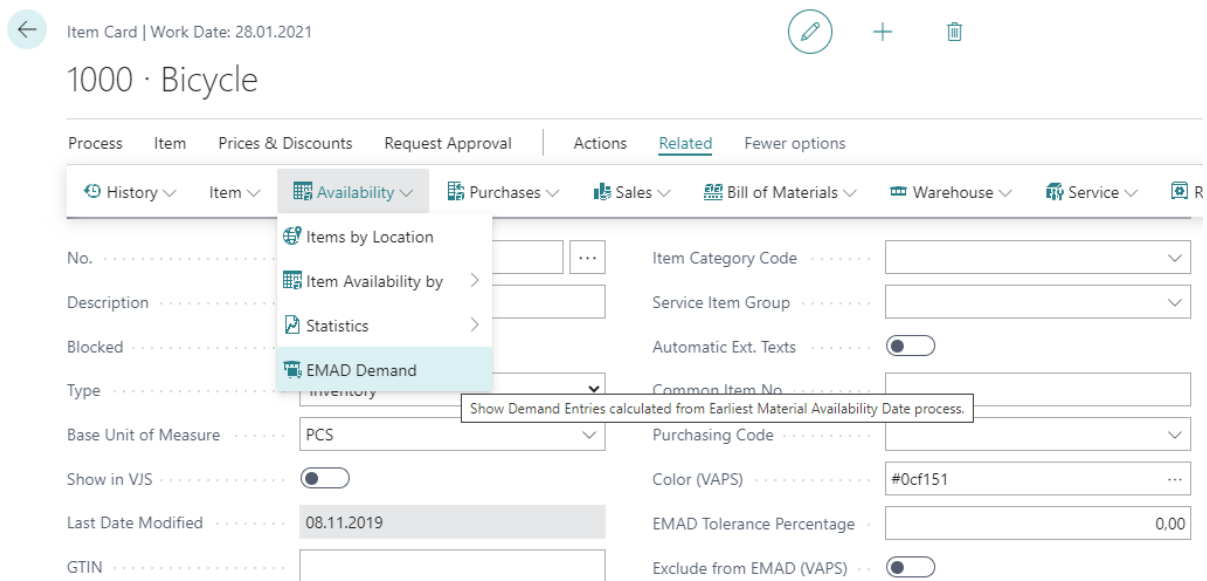 Item Card | Work Date: 28.01.2021
1000 · Bicycle
Process Item Prices & Discounts Request Approval Actions Related Fewer options
History Item Availability Purchases Sales Bill of Materials Warehouse Service R
Items by Location
Item Availability by
Statistics
EMAD Demand
Show Demand Entries calculated from Earliest Material Availability Date process.
No.
Description
Blocked
Type Inventory
Base Unit of Measure PCS
Show in VJS
Last Date Modified 08.11.2019
GTIN
Item Category Code
Service Item Group
Automatic Ext. Texts
Common Item No.
Purchasing Code
Color (VAPS) #0cf151
EMAD Tolerance Percentage 0,00
Exclude from EMAD (VAPS)